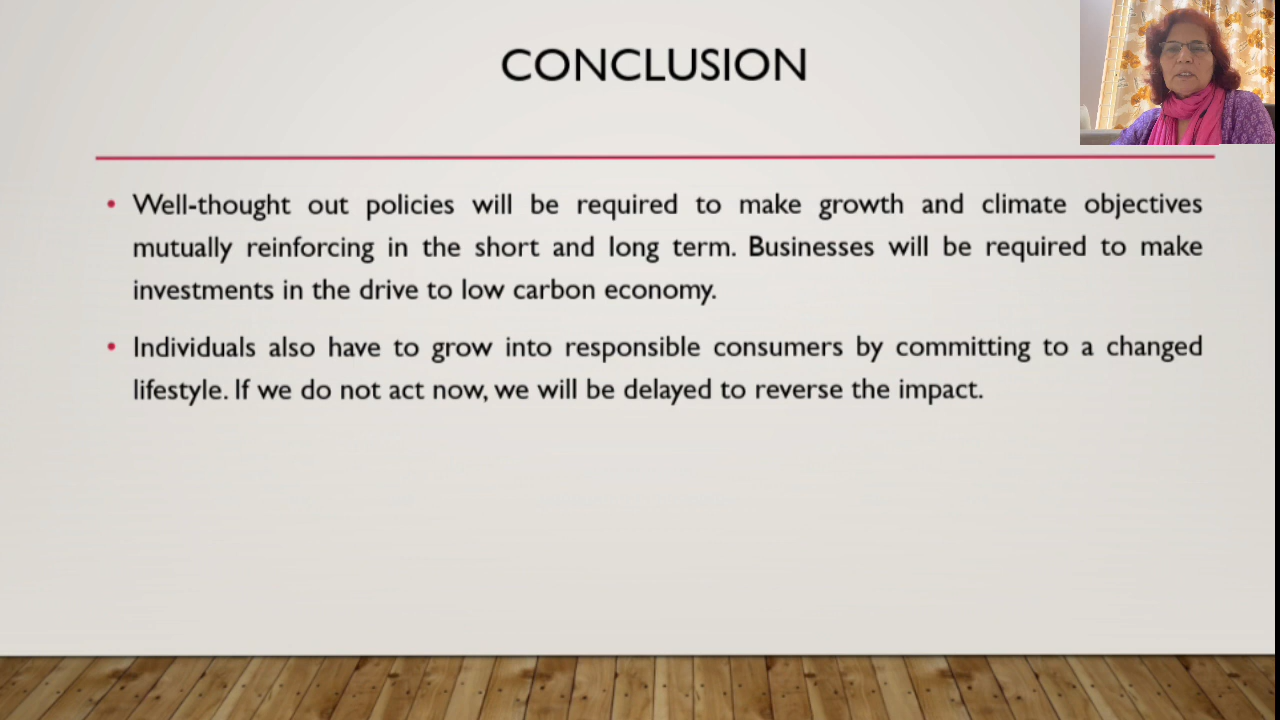 CONCLUSION
• Well-thought out policies will be required to make growth and climate objectives
mutually reinforcing in the short and long term. Businesses will be required to make
investments in the drive to low carbon economy.
• Individuals also have to grow into responsible consumers by committing to a changed
lifestyle. If we do not act now, we will be delayed to reverse the impact.